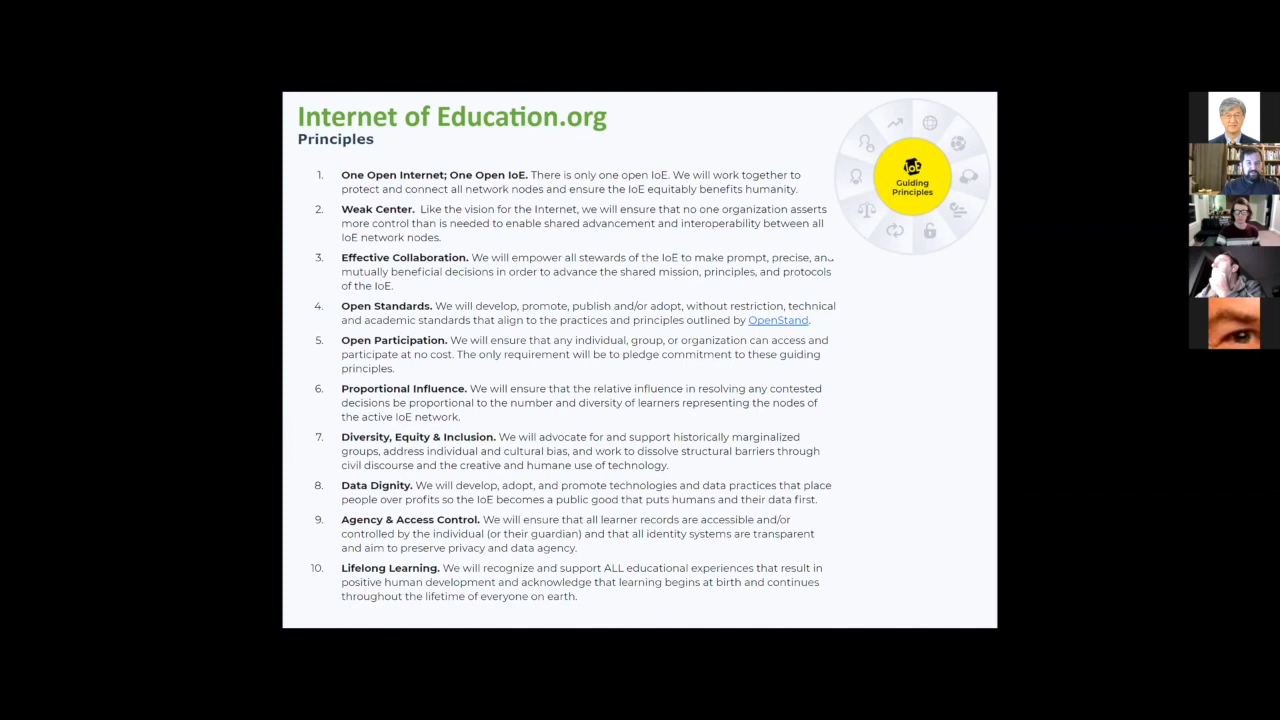 Internet of Education.org
Principles
IoE
Guiding
Principles
1. One Open Internet; One Open IoE. There is only one open IoE. We will work together to
protect and connect all network nodes and ensure the IoE equitably benefits humanity.
2. Weak Center. Like the vision for the Internet, we will ensure that no one organization asserts
more control than is needed to enable shared advancement and interoperability between all
IoE network nodes.
3. Effective Collaboration. We will empower all stewards of the IoE to make prompt, precise, and
mutually beneficial decisions in order to advance the shared mission, principles, and protocols
of the IoE.
4. Open Standards. We will develop, promote, publish and/or adopt, without restriction, technical
and academic standards that align to the practices and principles outlined by OpenStand.
5. Open Participation. We will ensure that any individual, group, or organization can access and
participate at no cost. The only requirement will be to pledge commitment to these guiding
principles.
6. Proportional Influence. We will ensure that the relative influence in resolving any contested
decisions be proportional to the number and diversity of learners representing the nodes of
the active IoE network.
7. Diversity, Equity & Inclusion. We will advocate for and support historically marginalized
groups, address individual and cultural bias, and work to dissolve structural barriers through
civil discourse and the creative and humane use of technology.
8. Data Dignity. We will develop, adopt, and promote technologies and data practices that place
people over profits so the IoE becomes a public good that puts humans and their data first.
9. Agency & Access Control. We will ensure that all learner records are accessible and/or
controlled by the individual (or their guardian) and that all identity systems are transparent
and aim to preserve privacy and data agency.
10. Lifelong Learning. We will recognize and support ALL educational experiences that result in
positive human development and acknowledge that learning begins at birth and continues
throughout the lifetime of everyone on earth.